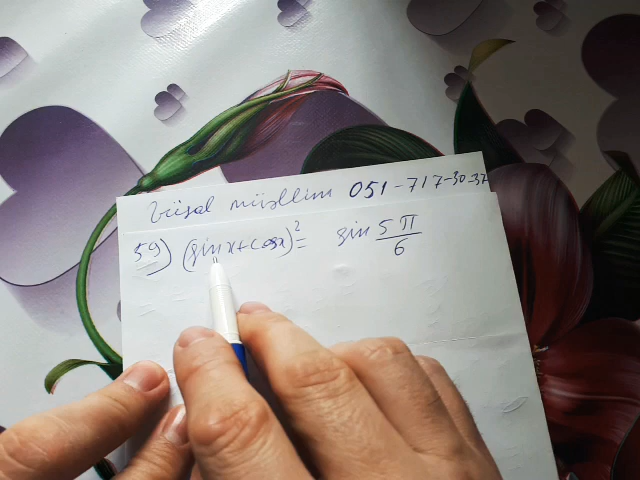 Vüsal müəllim 051-717-30-37
59) (sinx+cosx)²= sin 5π/6